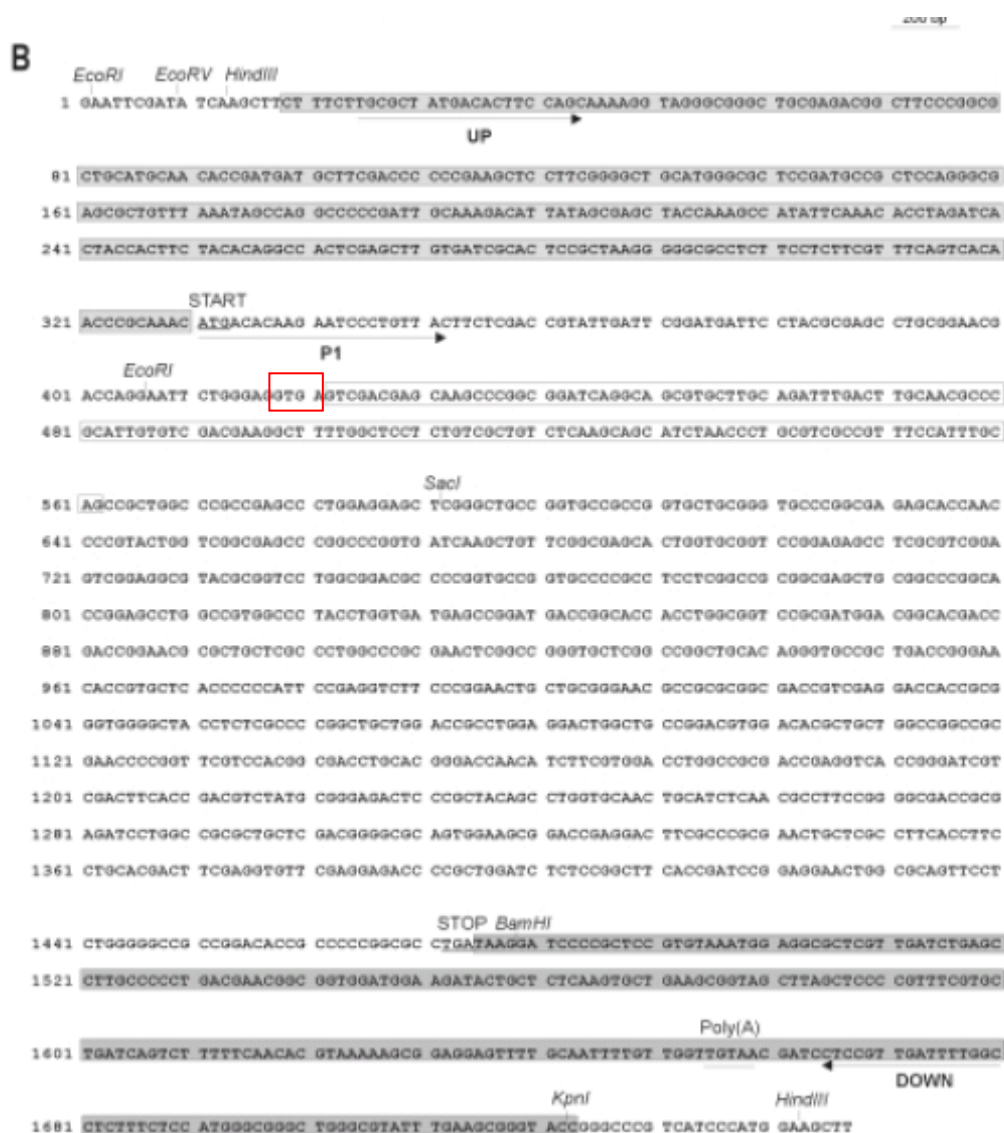 B
EcoRI EcoRV HindIII
1 GAATTCGATA TCAAGCTTCT TTCTTGCGCT ATGACACTTC CAGCAAAAGG TAGGGCGGGC TGCGAGACGG CTTCCCGGCG
UP
81 CTGCATGCAA CACCGATGAT GCTTCGACCC CCCGAAGCTC CTTCGGGGCT GCATGGGCGC TCCGATGCCG CTCCAGGGCG
161 AGCGCTGTTT AAATAGCCAG GCCCCCGATT GCAAAGACAT TATAGCGAGC TACCAAAGCC ATATTCAAAC ACCTAGATCA
241 CTACCACTTC TACACAGGCC ACTCGAGCTT GTGATCGCAC TCCGCTAAGG GGGCGCCTCT TCCTCTTCGT TTCAGTCACA
START
321 ACCCGCAAAC ATGACACAAG AATCCCTGTT ACTTCTCGAC CGTATTGATT CGGATGATTC CTACGCGAGC CTGCGGAACG
P1
EcoRI
401 ACCAGGAATT CTGGGAGGTG AGTCGACGAG CAAGCCCGGC GGATCAGGCA GCGTGCTTGC AGATTTGACT TGCAACGCCC
481 GCATTGTGTC GACGAAGGCT TTTGGCTCCT CTGTCGCTGT CTCAAGCAGC ATCTAACCCT GCGTCGCCGT TTCCATTTGC
SacI
561 AGCCGCTGGC CCGCCGAGCC CTGGAGGAGC TCGGGCTGCC GGTGCCGCCG GTGCTGCGGG TGCCCGGCGA GAGCACCAAC
641 CCCGTACTGG TCGGCGAGCC CGGCCCGGTG ATCAAGCTGT TCGGCGAGCA CTGGTGCGGT CCGGAGAGCC TCGCGTCGGA
721 GTCGGAGGCG TACGCGGTCC TGGCGGACGC CCCGGTGCCG GTGCCCCGCC TCCTCGGCCG CGGCGAGCTG CGGCCCGGCA
801 CCGGAGCCTG GCCGTGGCCC TACCTGGTGA TGAGCCGGAT GACCGGCACC ACCTGGCGGT CCGCGATGGA CGGCACGACC
881 GACCGGAACG CGCTGCTCGC CCTGGCCCGC GAACTCGGCC GGGTGCTCGG CCGGCTGCAC AGGGTGCCGC TGACCGGGAA
961 CACCGTGCTC ACCCCCCATT CCGAGGTCTT CCCGGAACTG CTGCGGGAAC GCCGCGCGGC GACCGTCGAG GACCACCGCG
1041 GGTGGGGCTA CCTCTCGCCC CGGCTGCTGG ACCGCCTGGA GGACTGGCTG CCGGACGTGG ACACGCTGCT GGCCGGCCGC
1121 GAACCCCGGT TCGTCCACGG CGACCTGCAC GGGACCAACA TCTTCGTGGA CCTGGCCGCG ACCGAGGTCA CCGGGATCGT
1201 CGACTTCACC GACGTCTATG CGGGAGACTC CCGCTACAGC CTGGTGCAAC TGCATCTCAA CGCCTTCCGG GGCGACCGCG
1281 AGATCCTGGC CGCGCTGCTC GACGGGGCGC AGTGGAAGCG GACCGAGGAC TTCGCCCGCG AACTGCTCGC CTTCACCTTC
1361 CTGCACGACT TCGAGGTGTT CGAGGAGACC CCGCTGGATC TCTCCGGCTT CACCGATCCG GAGGAACTGG CGCAGTTCCT
STOP BamHI
1441 CTGGGGGCCG CCGGACACCG CCCCCGGCGC CTGATAAGGA TCCCCGCTCC GTGTAAATGG AGGCGCTCGT TGATCTGAGC
1521 CTTGCCCCCT GACGAACGGC GGTGGATGGA AGATACTGCT CTCAAGTGCT GAAGCGGTAG CTTAGCTCCC CGTTTCGTGC
Poly(A)
1601 TGATCAGTCT TTTTCAACAC GTAAAAAGCG GAGGAGTTTT GCAATTTTGT TGGTTGTAAC GATCCTCCGT TGATTTTGGC
DOWN
KpnI HindIII
1681 CTCTTTCTCC ATGGGCGGGC TGGGCGTATT TGAAGCGGGT ACCGGGCCCG TCATCCCATG GAAGCTT